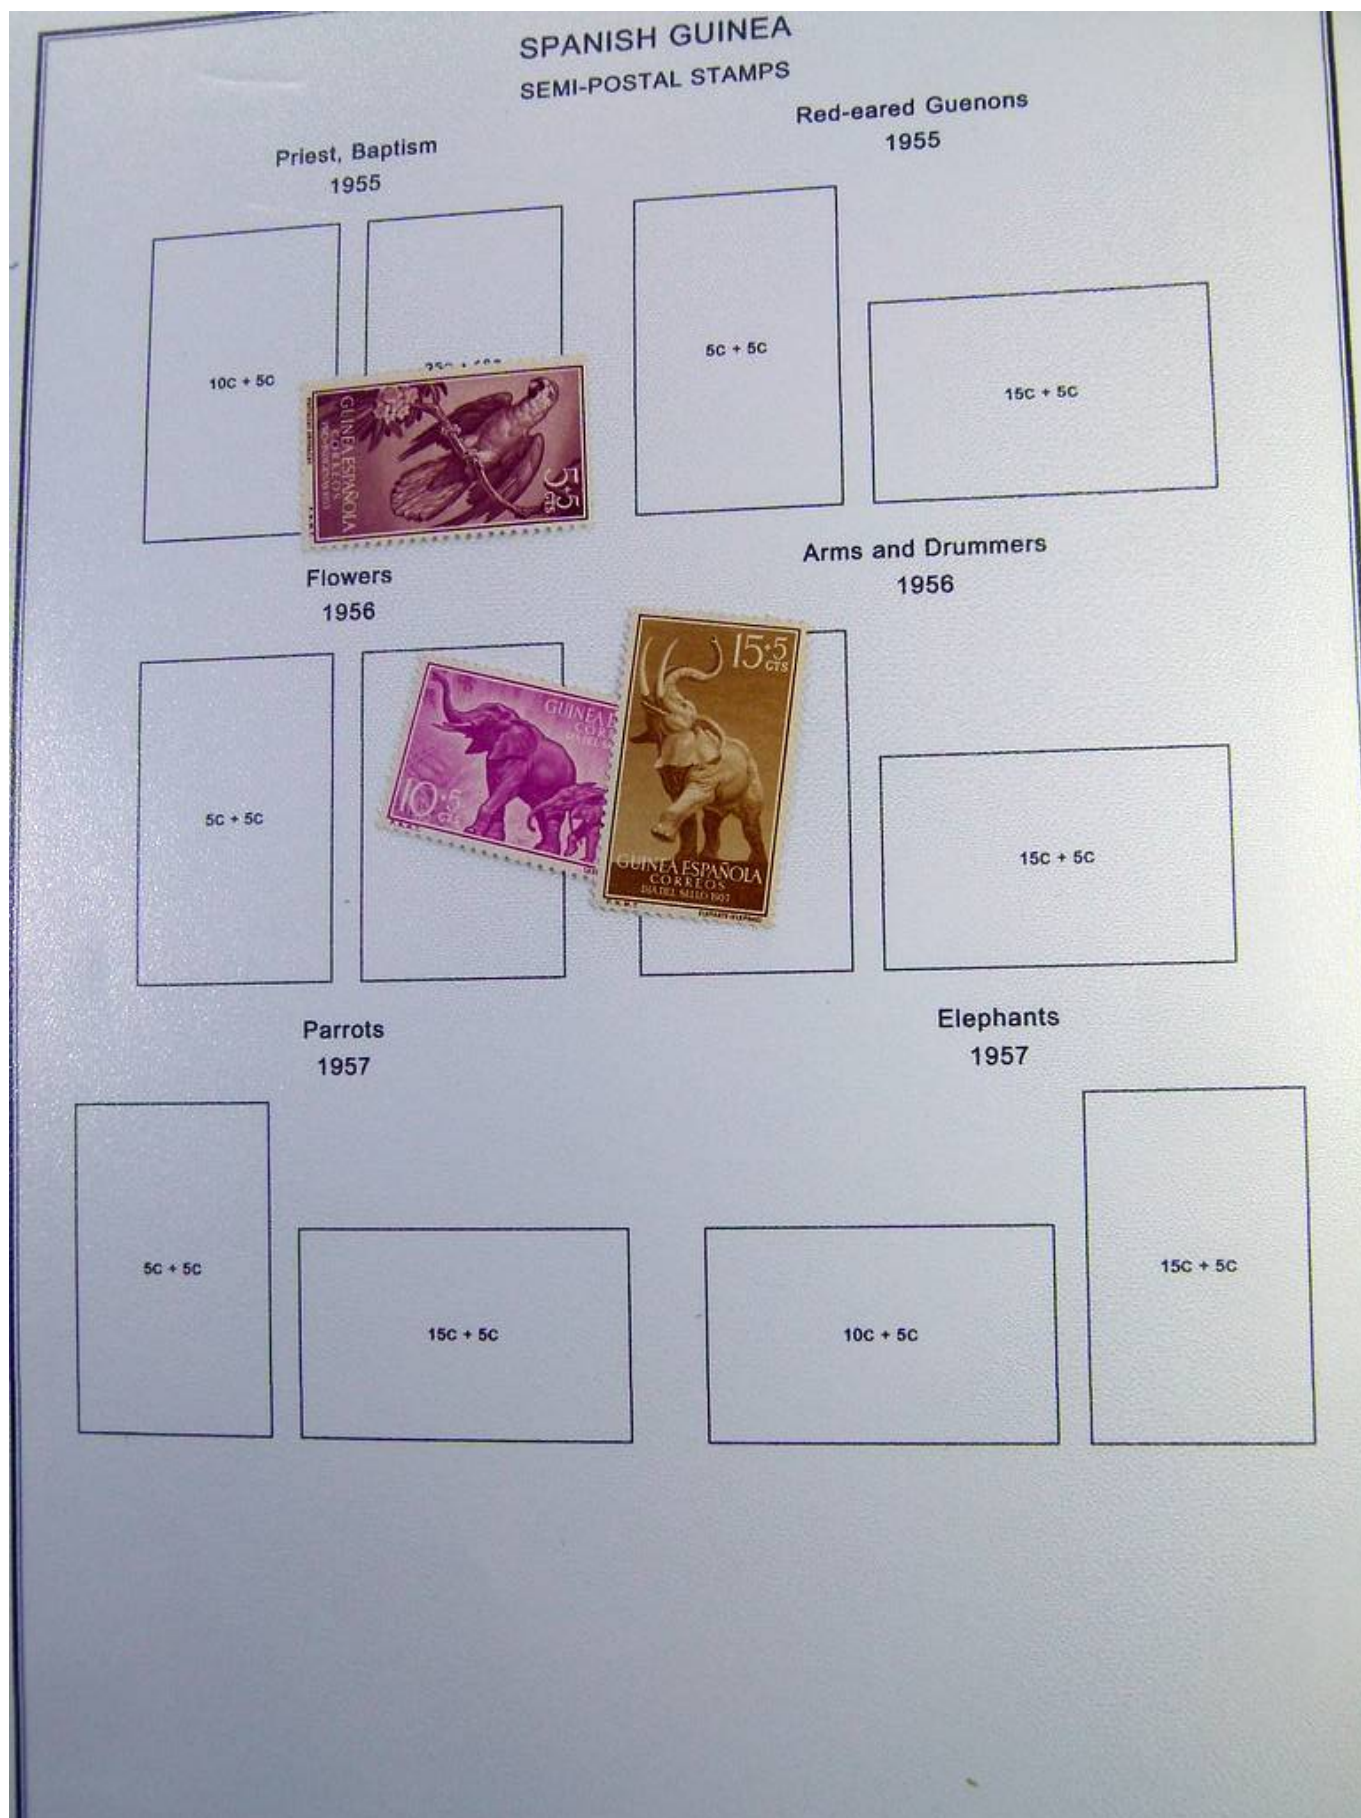 SPANISH GUINEA
SEMI-POSTAL STAMPS
Priest, Baptism
1955
Red-eared Guenons
1955
10C + 5C
5C + 5C
15C + 5C
GUINEA ESPAÑOLA
CORREOS
5+5
CTS
Flowers
1956
Arms and Drummers
1956
5C + 5C
GUINEA E
10+5
CTS
15+5
CTS
GUINEA ESPAÑOLA
CORREOS
DIA DEL SELLO 1957
15C + 5C
Parrots
1957
Elephants
1957
5C + 5C
15C + 5C
10C + 5C
15C + 5C